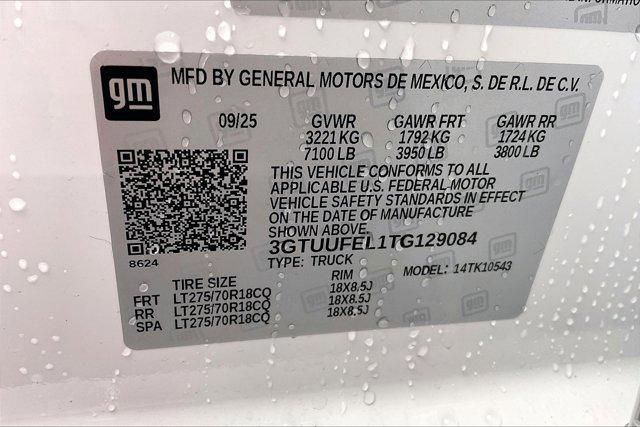 gm
MFD BY GENERAL MOTORS DE MEXICO, S. DE R.L. DE C.V.
09/25 GVWR GAWR FRT GAWR RR
3221 KG 1792 KG 1724 KG
7100 LB 3950 LB 3800 LB
THIS VEHICLE CONFORMS TO ALL
APPLICABLE U.S. FEDERAL MOTOR
VEHICLE SAFETY STANDARDS IN EFFECT
ON THE DATE OF MANUFACTURE
SHOWN ABOVE.
3GTUUFEL1TG129084
8624
TYPE: TRUCK MODEL: 14TK10543
TIRE SIZE RIM
FRT LT275/70R18CQ 18X8.5J
RR LT275/70R18CQ 18X8.5J
SPA LT275/70R18CQ 18X8.5J